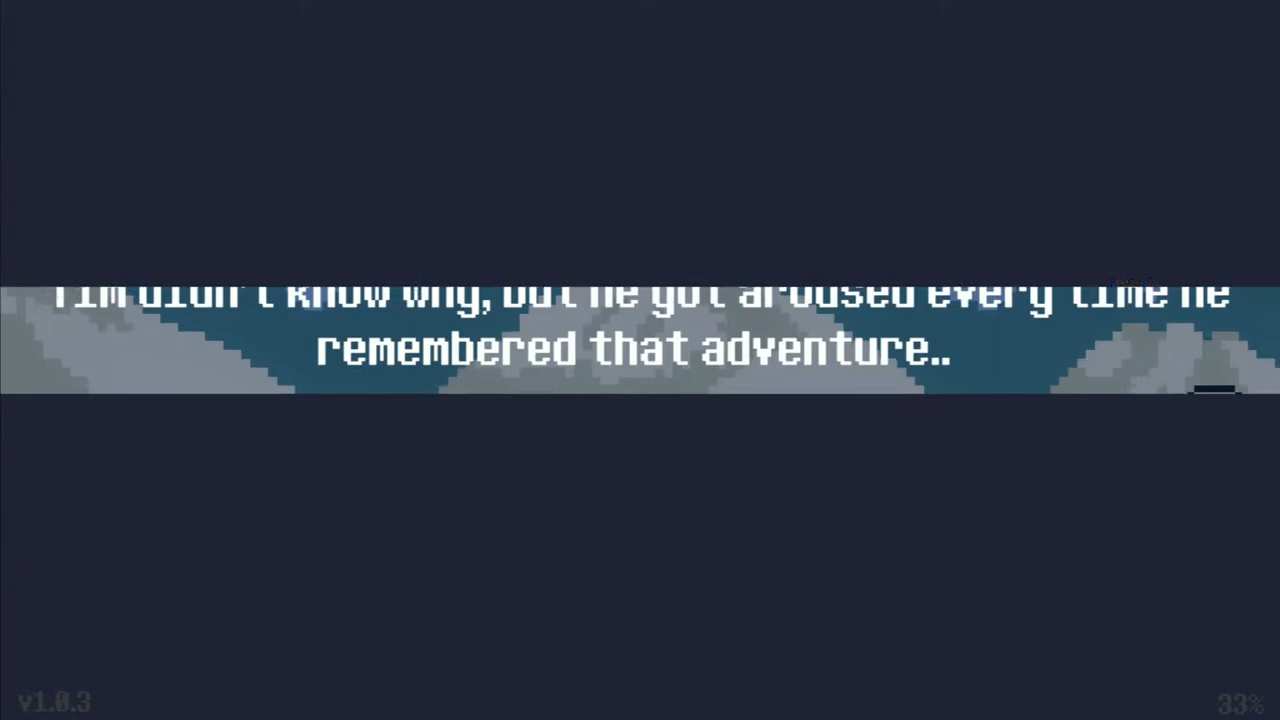 Tim didn't know why, but he got aroused every time he
remembered that adventure..
v1.0.3
33%